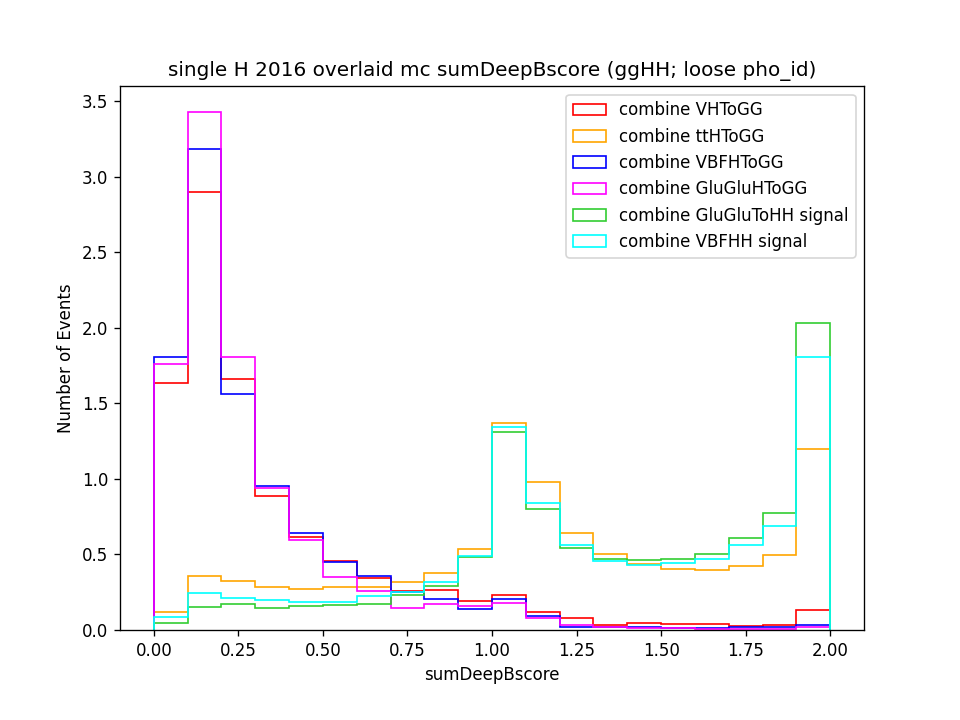 single H 2016 overlaid mc sumDeepBscore (ggHH; loose pho_id)
combine VHToGG
combine ttHToGG
combine VBFHToGG
combine GluGluHToGG
combine GluGluToHH signal
combine VBFHH signal
Number of Events
3.5
3.0
2.5
2.0
1.5
1.0
0.5
0.0
0.00 0.25 0.50 0.75 1.00 1.25 1.50 1.75 2.00
sumDeepBscore